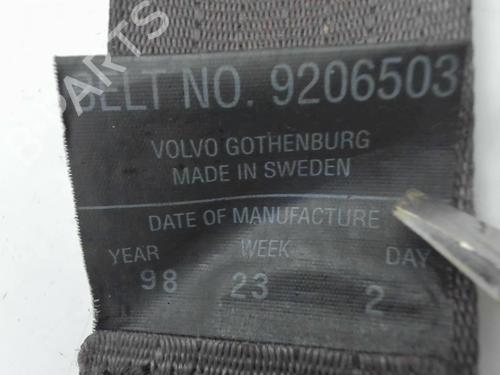 BELT NO. 9206503
VOLVO GOTHENBURG
MADE IN SWEDEN
DATE OF MANUFACTURE
YEAR WEEK DAY
98 23 2